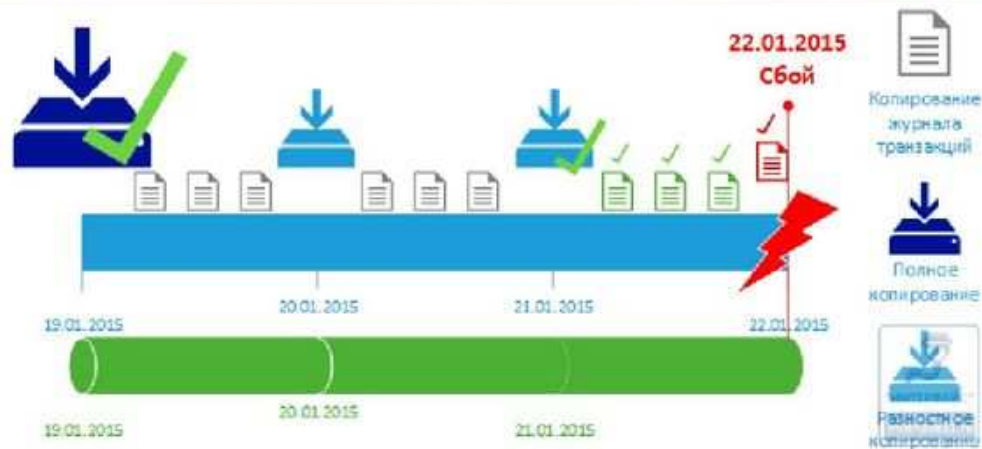 22.01.2015
Сбой
Копирование
журнала
транзакций
Полное
копирование
19.01.2015
20.01.2015
21.01.2015
22.01.2015
19.01.2015
20.01.2015
21.01.2015
Разностное
копирование